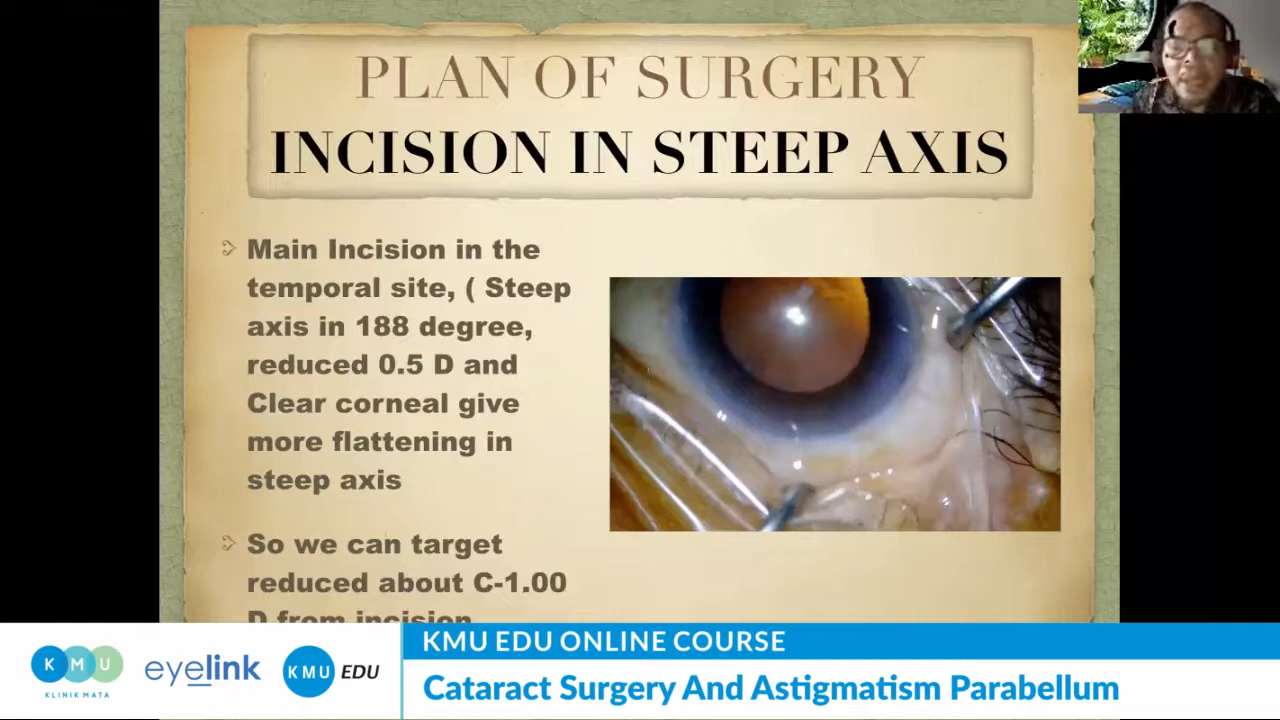 PLAN OF SURGERY
INCISION IN STEEP AXIS
Main Incision in the
temporal site, ( Steep
axis in 188 degree,
reduced 0.5 D and
Clear corneal give
more flattening in
steep axis
So we can target
reduced about C-1.00
D from incision
KMU
KLINIK MATA
eyelink
KMU EDU
KMU EDU ONLINE COURSE
Cataract Surgery And Astigmatism Parabellum